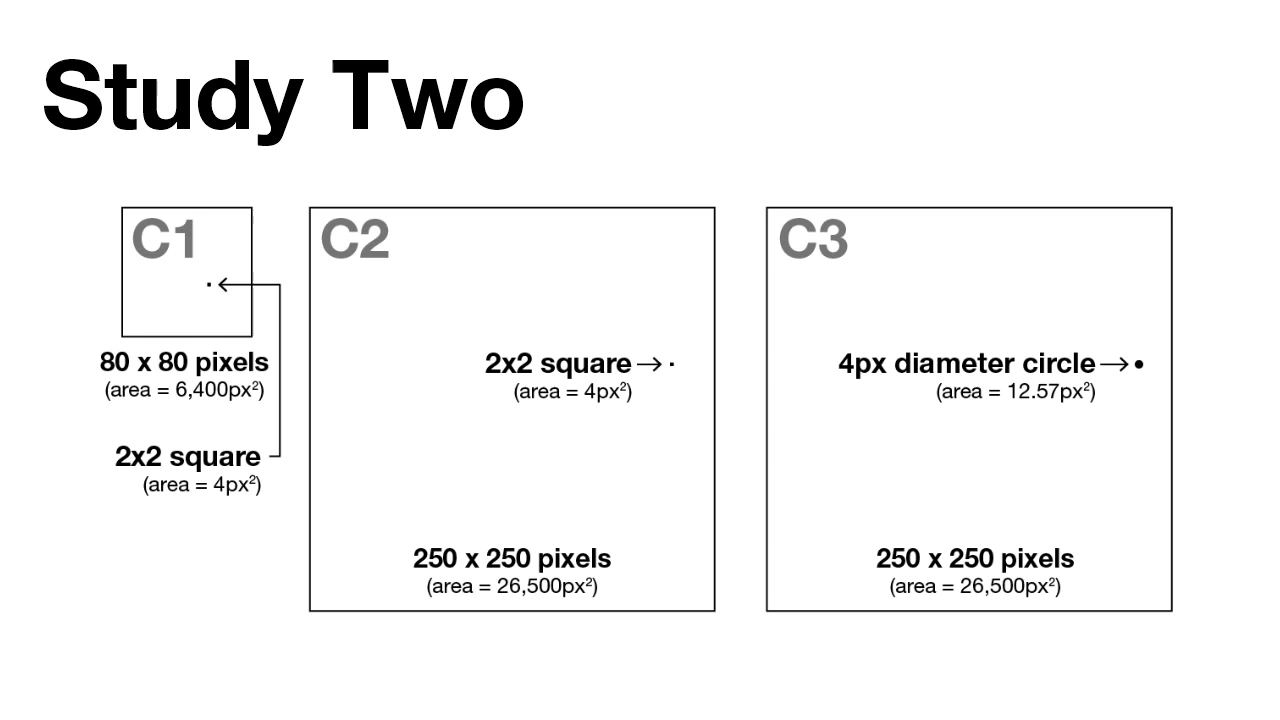 Study Two
C1
80 x 80 pixels
(area = 6,400px²)
2x2 square
(area = 4px²)
C2
2x2 square
(area = 4px²)
250 x 250 pixels
(area = 26,500px²)
C3
4px diameter circle
(area = 12.57px²)
250 x 250 pixels
(area = 26,500px²)